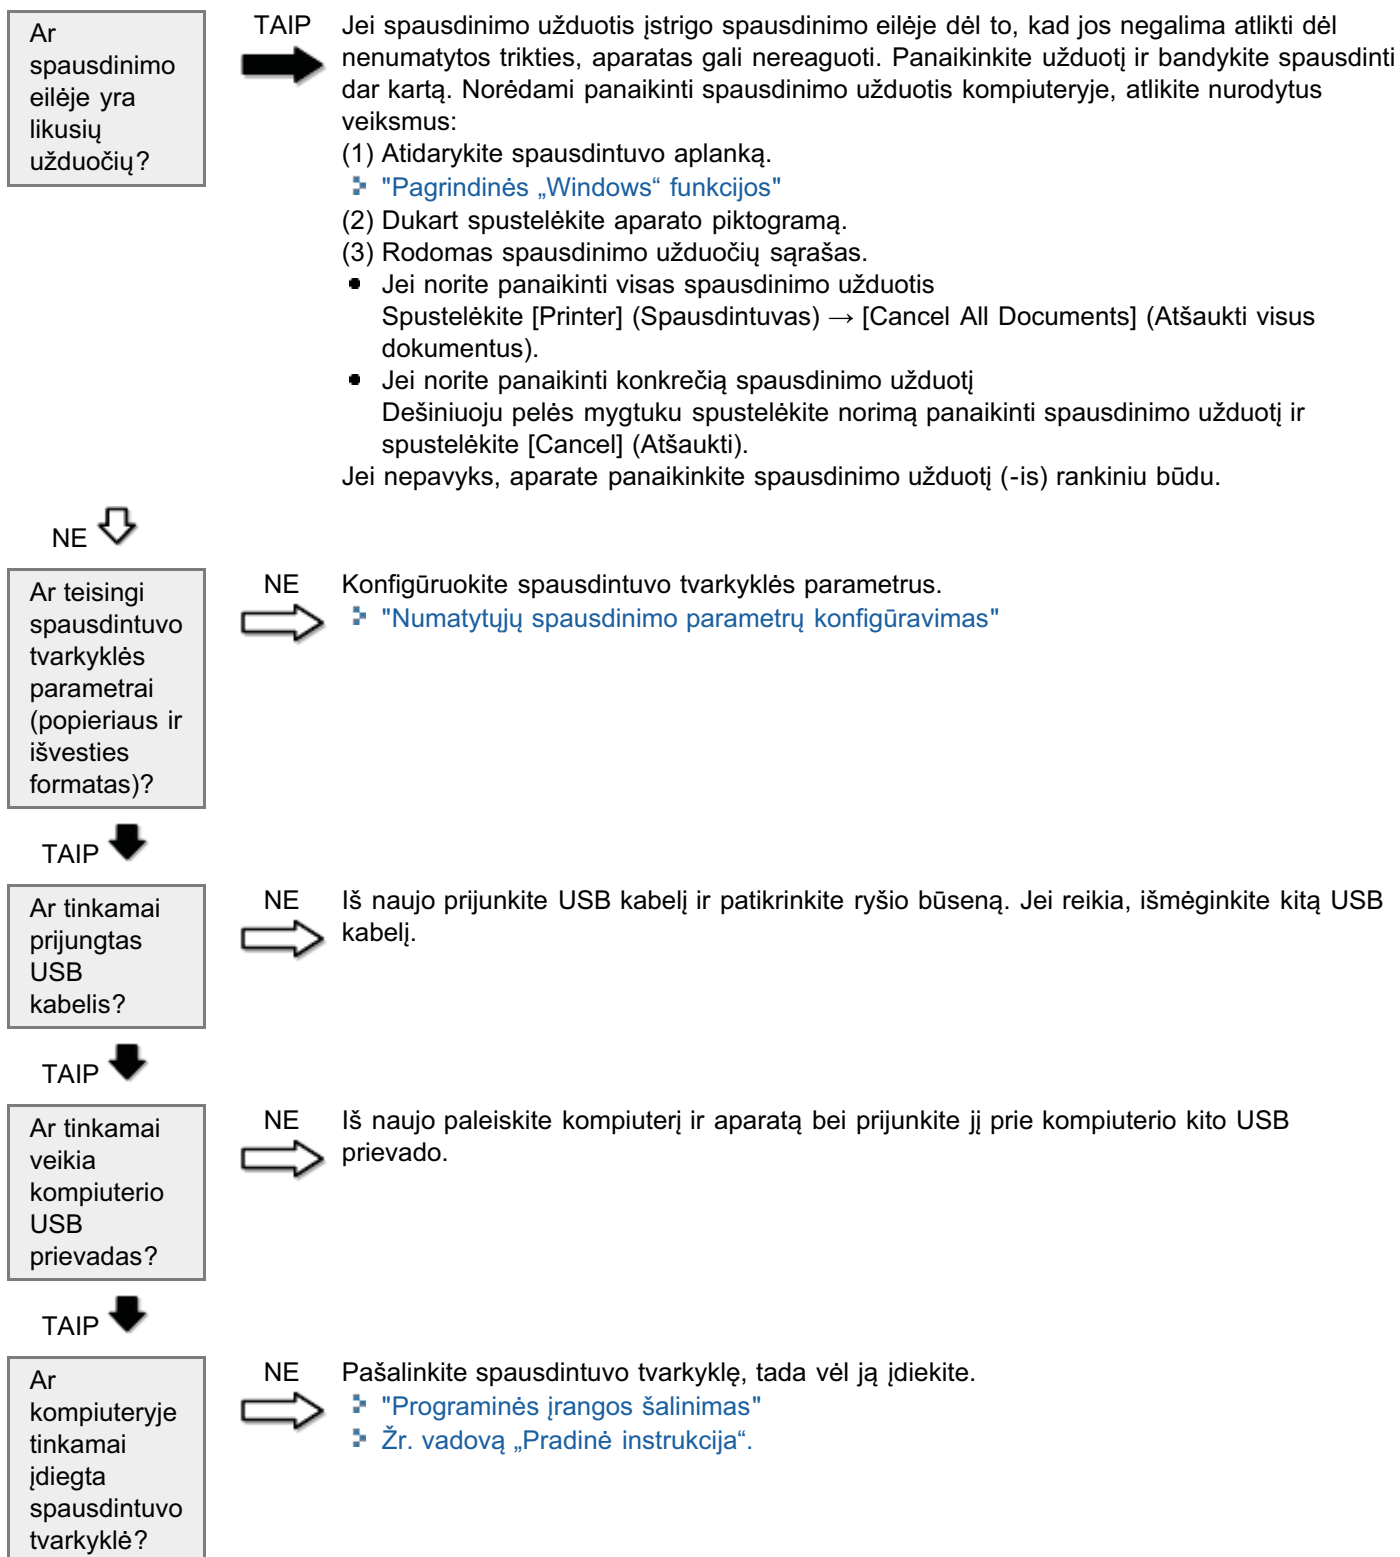 Ar
spausdinimo
eilėje yra
likusių
užduočių?
TAIP
Jei spausdinimo užduotis įstrigo spausdinimo eilėje dėl to, kad jos negalima atlikti dėl
nenumatytos trikties, aparatas gali nereaguoti. Panaikinkite užduotį ir bandykite spausdinti
dar kartą. Norėdami panaikinti spausdinimo užduotis kompiuteryje, atlikite nurodytus
veiksmus:
(1) Atidarykite spausdintuvo aplanką.
"Pagrindinės „Windows“ funkcijos"
(2) Dukart spustelėkite aparato piktogramą.
(3) Rodomas spausdinimo užduočių sąrašas.
• Jei norite panaikinti visas spausdinimo užduotis
Spustelėkite [Printer] (Spausdintuvas) → [Cancel All Documents] (Atšaukti visus
dokumentus).
• Jei norite panaikinti konkrečią spausdinimo užduotį
Dešiniuoju pelės mygtuku spustelėkite norimą panaikinti spausdinimo užduotį ir
spustelėkite [Cancel] (Atšaukti).
Jei nepavyks, aparate panaikinkite spausdinimo užduotį (-is) rankiniu būdu.
NE
Ar teisingi
spausdintuvo
tvarkyklės
parametrai
(popieriaus ir
išvesties
formatas)?
NE
Konfigūruokite spausdintuvo tvarkyklės parametrus.
"Numatytųjų spausdinimo parametrų konfigūravimas"
TAIP
Ar tinkamai
prijungtas
USB
kabelis?
NE
Iš naujo prijunkite USB kabelį ir patikrinkite ryšio būseną. Jei reikia, išmėginkite kitą USB
kabelį.
TAIP
Ar tinkamai
veikia
kompiuterio
USB
prievadas?
NE
Iš naujo paleiskite kompiuterį ir aparatą bei prijunkite jį prie kompiuterio kito USB
prievado.
TAIP
Ar
kompiuteryje
tinkamai
įdiegta
spausdintuvo
tvarkyklė?
NE
Pašalinkite spausdintuvo tvarkyklę, tada vėl ją įdiekite.
"Programinės įrangos šalinimas"
Žr. vadovą „Pradinė instrukcija“.